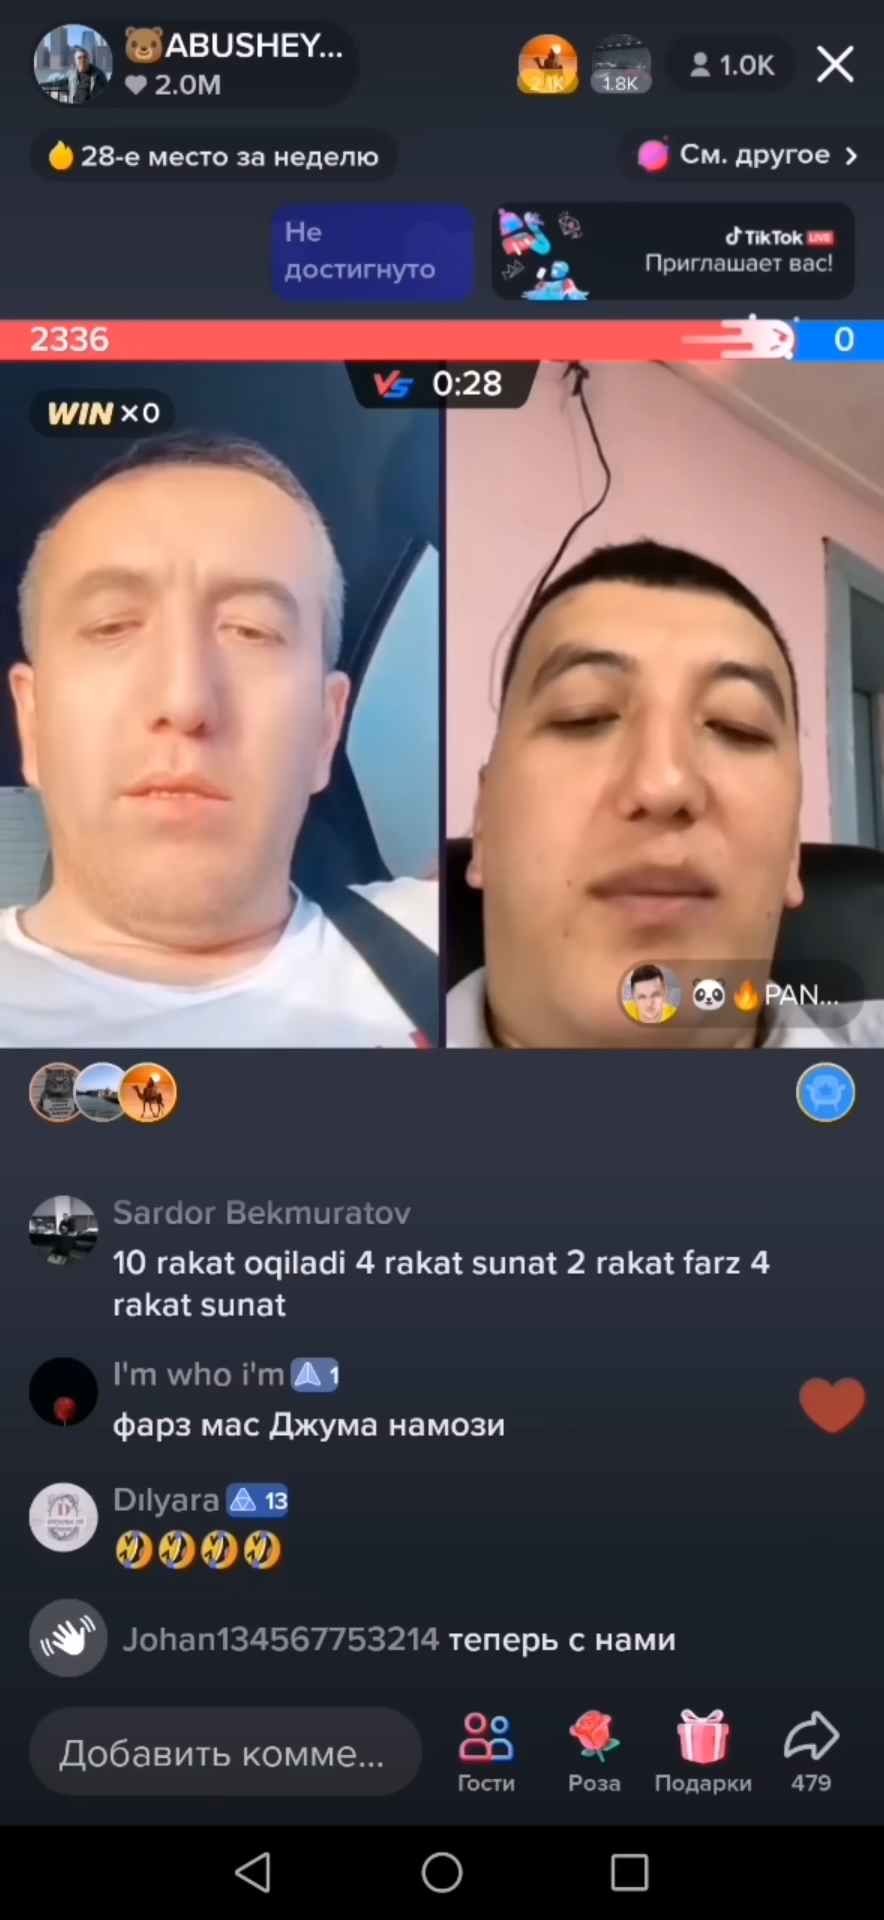 🐻ABUSHEY...
2.0M
2.1K
1.8K
1.0K
28-е место за неделю
См. другое >
Не
достигнуто
TikTok LIVE
Приглашает вас!
2336
0
VS 0:28
WIN ×0
🐼🔥PAN...
Sardor Bekmuratov
10 rakat oqiladi 4 rakat sunat 2 rakat farz 4
rakat sunat
I'm who i'm 1
фарз мас Джума намози
Dılyara 13
🤣🤣🤣🤣
Johan134567753214 теперь с нами
Добавить комме...
Гости
Роза
Подарки
479